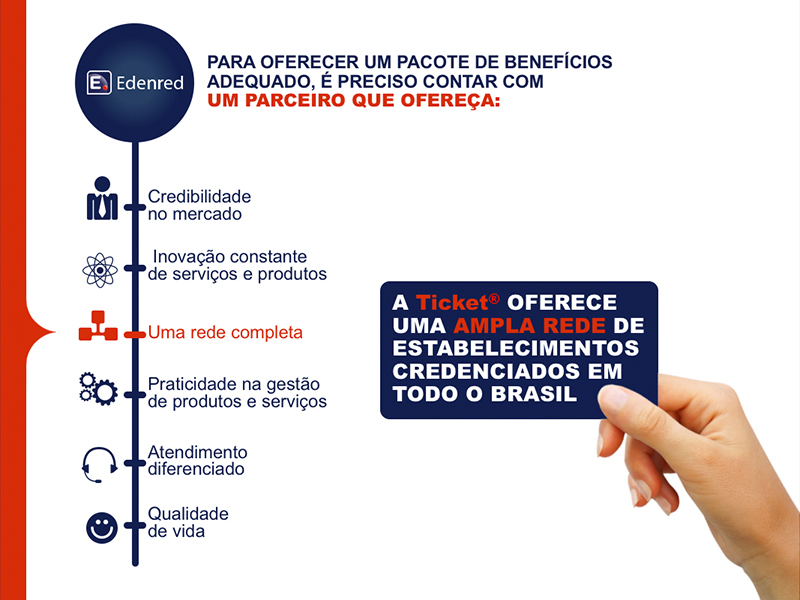 E. Edenred
PARA OFERECER UM PACOTE DE BENEFÍCIOS
ADEQUADO, É PRECISO CONTAR COM
UM PARCEIRO QUE OFEREÇA:
Credibilidade
no mercado
Inovação constante
de serviços e produtos
Uma rede completa
Praticidade na gestão
de produtos e serviços
Atendimento
diferenciado
Qualidade
de vida
A Ticket® OFERECE
UMA AMPLA REDE DE
ESTABELECIMENTOS
CREDENCIADOS EM
TODO O BRASIL